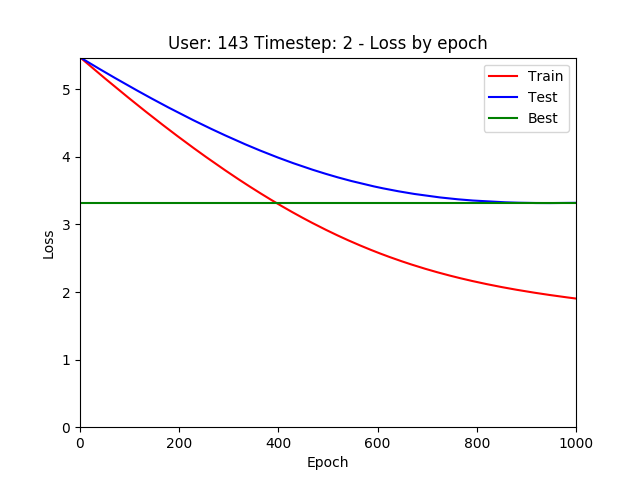 User: 143 Timestep: 2 - Loss by epoch
Train
Test
Best
5
4
3
2
1
0
Loss
0 200 400 600 800 1000
Epoch